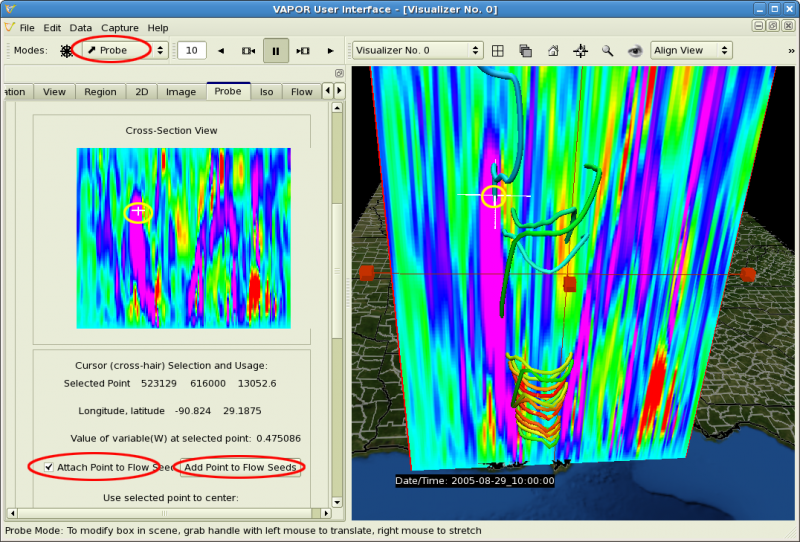 VAPOR User Interface - [Visualizer No. 0]
File Edit Data Capture Help
Modes: Probe 10 Visualizer No. 0 Align View »
ation View Region 2D Image Probe Iso Flow
Cross-Section View
Cursor (cross-hair) Selection and Usage:
Selected Point 523129 616000 13052.6
Longitude, latitude -90.824 29.1875
Value of variable(W) at selected point: 0.475086
Attach Point to Flow See Add Point to Flow Seeds
Use selected point to center:
Date/Time: 2005-08-29_10:00:00
Probe Mode: To modify box in scene, grab handle with left mouse to translate, right mouse to stretch